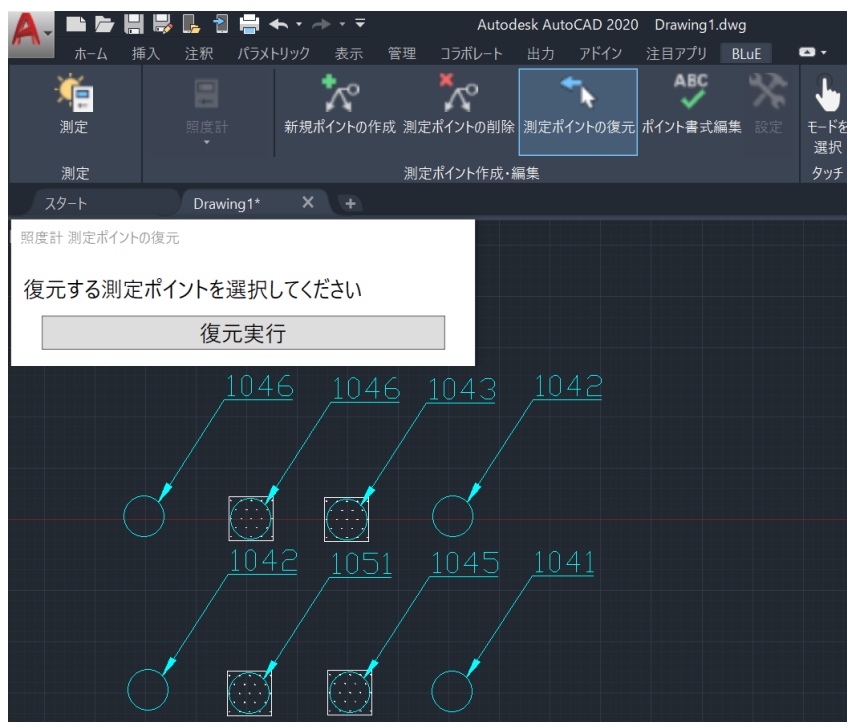 Autodesk AutoCAD 2020 Drawing1.dwg
ホーム 挿入 注釈 パラメトリック 表示 管理 コラボレート 出力 アドイン 注目アプリ BLuE
ABC
測定 照度計 新規ポイントの作成 測定ポイントの削除 測定ポイントの復元 ポイント書式編集 設定 モードを
選択
測定 測定ポイント作成・編集 タッチ
スタート Drawing1*
照度計 測定ポイントの復元
復元する測定ポイントを選択してください
復元実行
1046 1046 1043 1042
1042 1051 1045 1041